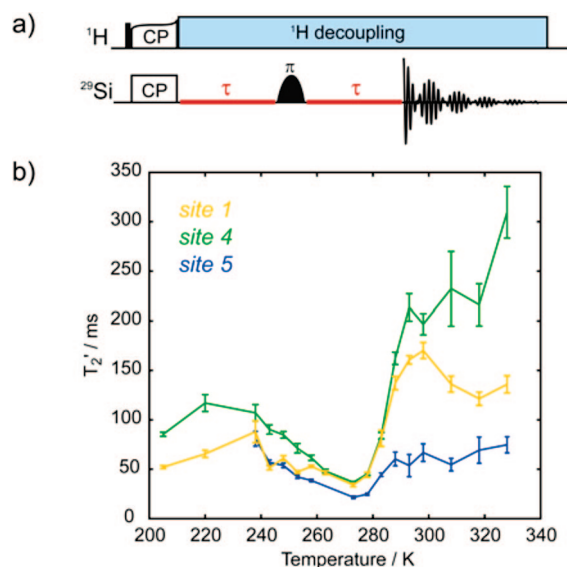 a)
¹H
CP
¹H decoupling
π
²⁹Si
CP
τ
τ
b)
350
300
250
200
150
100
50
0
T₂' / ms
site 1
site 4
site 5
200
220
240
260
280
300
320
340
Temperature / K